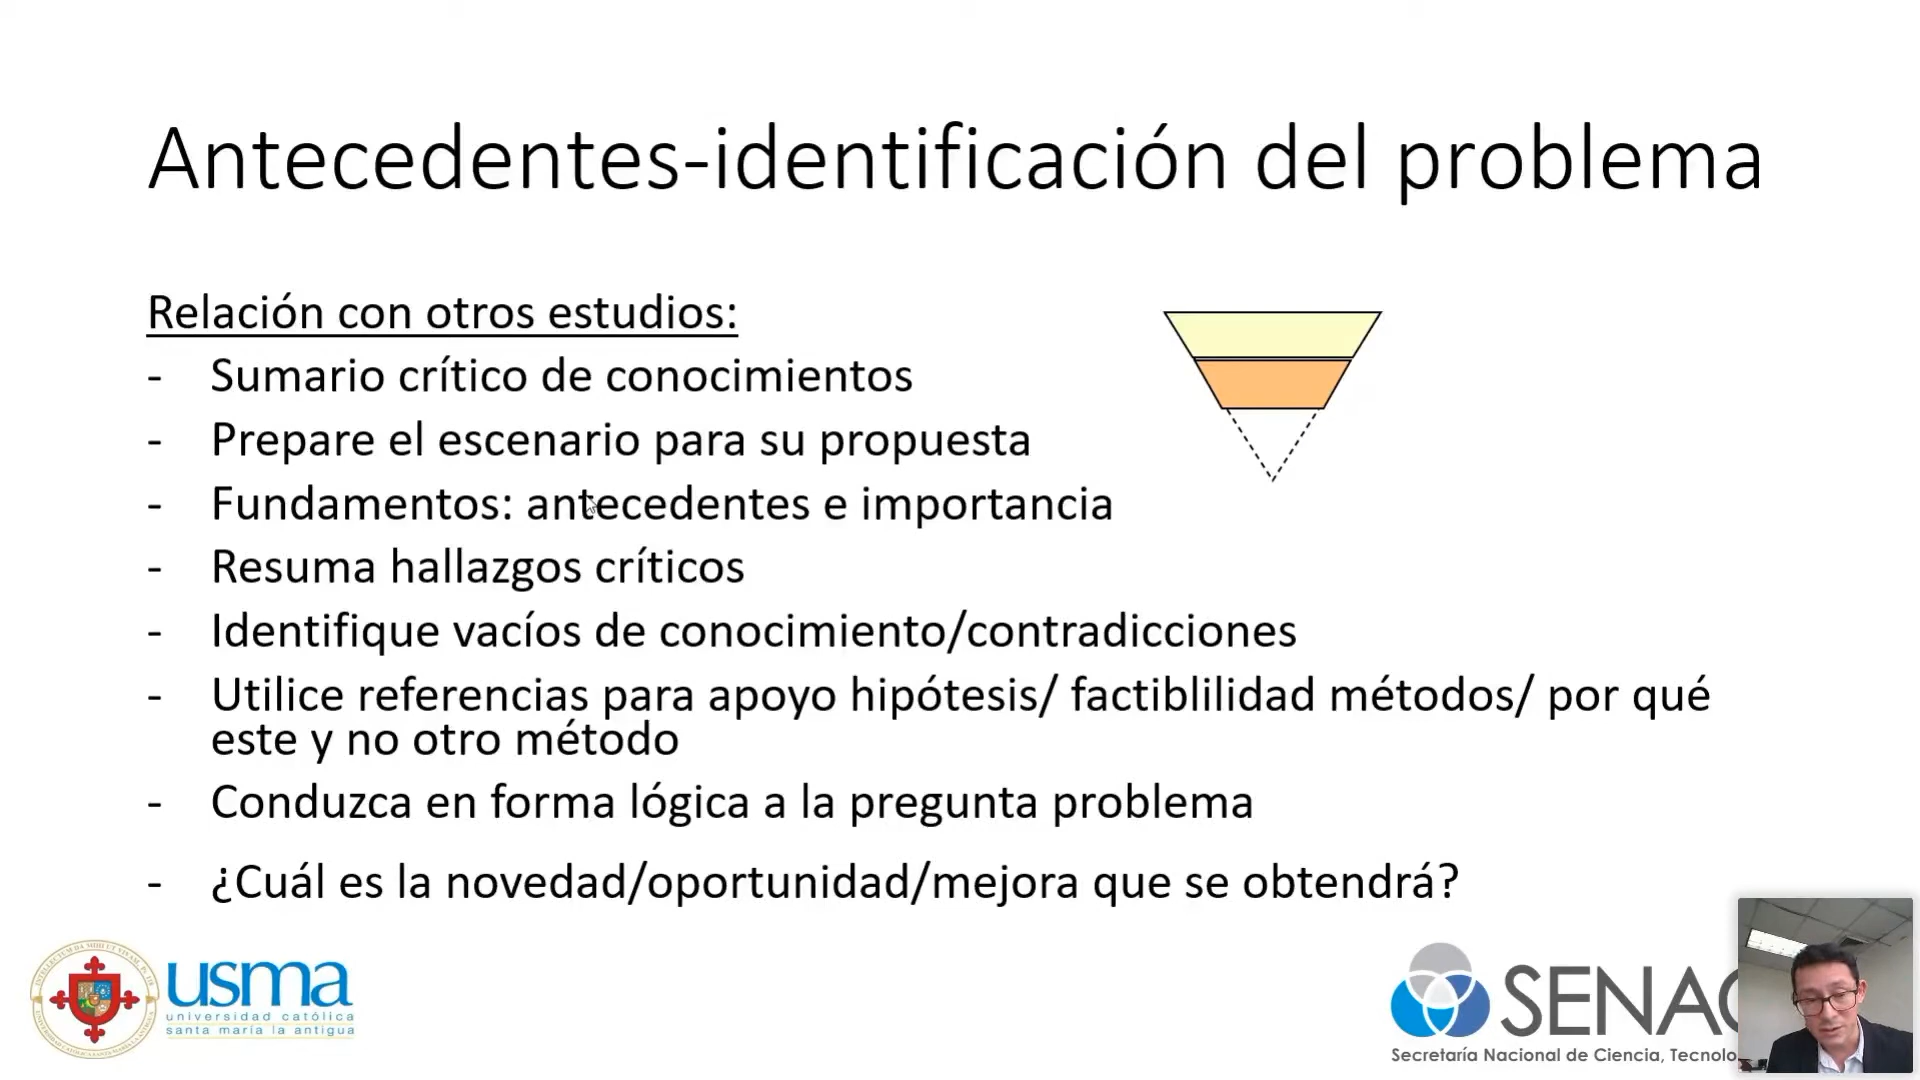 Antecedentes-identificación del problema
Relación con otros estudios:
- Sumario crítico de conocimientos
- Prepare el escenario para su propuesta
- Fundamentos: antecedentes e importancia
- Resuma hallazgos críticos
- Identifique vacíos de conocimiento/contradicciones
- Utilice referencias para apoyo hipótesis/ factiblilidad métodos/ por qué
este y no otro método
- Conduzca en forma lógica a la pregunta problema
- ¿Cuál es la novedad/oportunidad/mejora que se obtendrá?
usma
universidad católica
santa maría la antigua
SENAC
Secretaría Nacional de Ciencia, Tecnolo